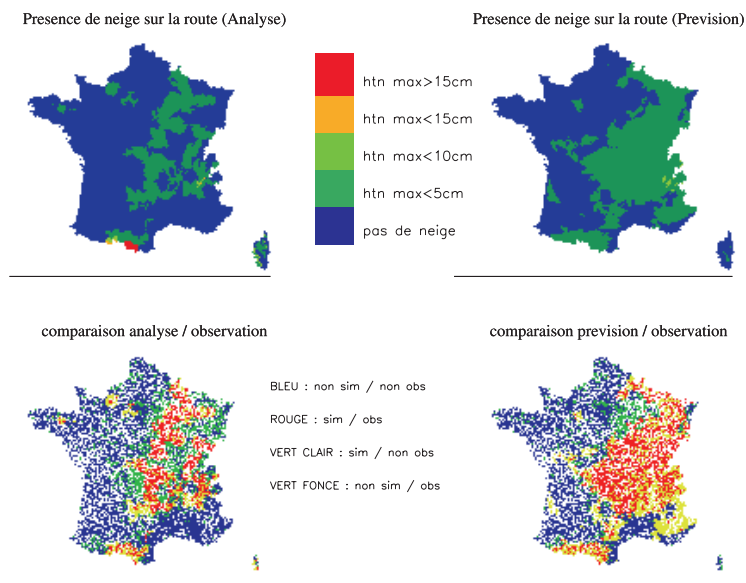 Presence de neige sur la route (Analyse)
Presence de neige sur la route (Prevision)
htn max>15cm
htn max<15cm
htn max<10cm
htn max<5cm
pas de neige
comparaison analyse / observation
comparaison prevision / observation
BLEU : non sim / non obs
ROUGE : sim / obs
VERT CLAIR : sim / non obs
VERT FONCE : non sim / obs